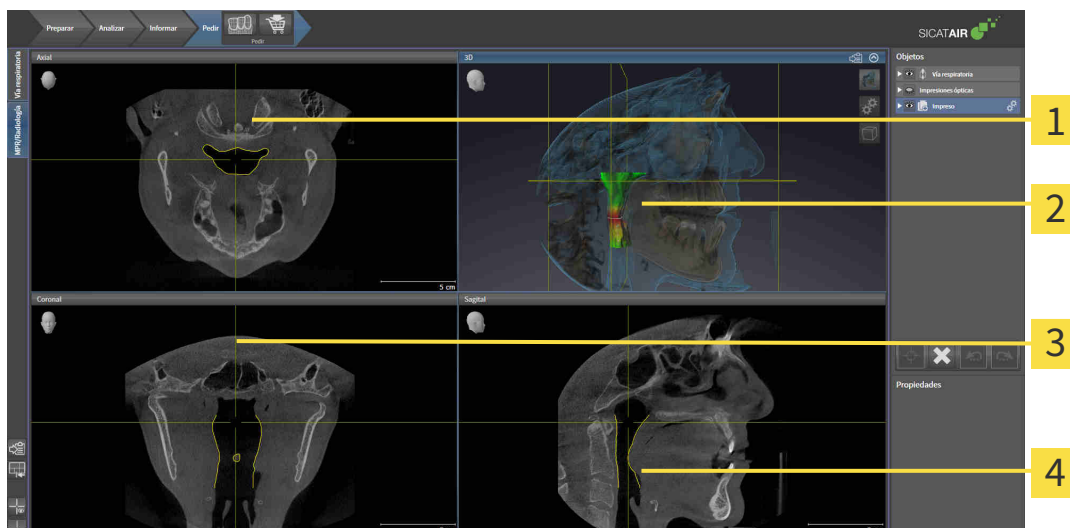 Preparar
Analizar
Informar
Pedir
Pedir
SICATAIR
Vía respiratoria
MPR/Radiología
Axial
5 cm
3D
Coronal
Sagital
Objetos
Vía respiratoria
Impresiones ópticas
Impreso
Propiedades
1
2
3
4